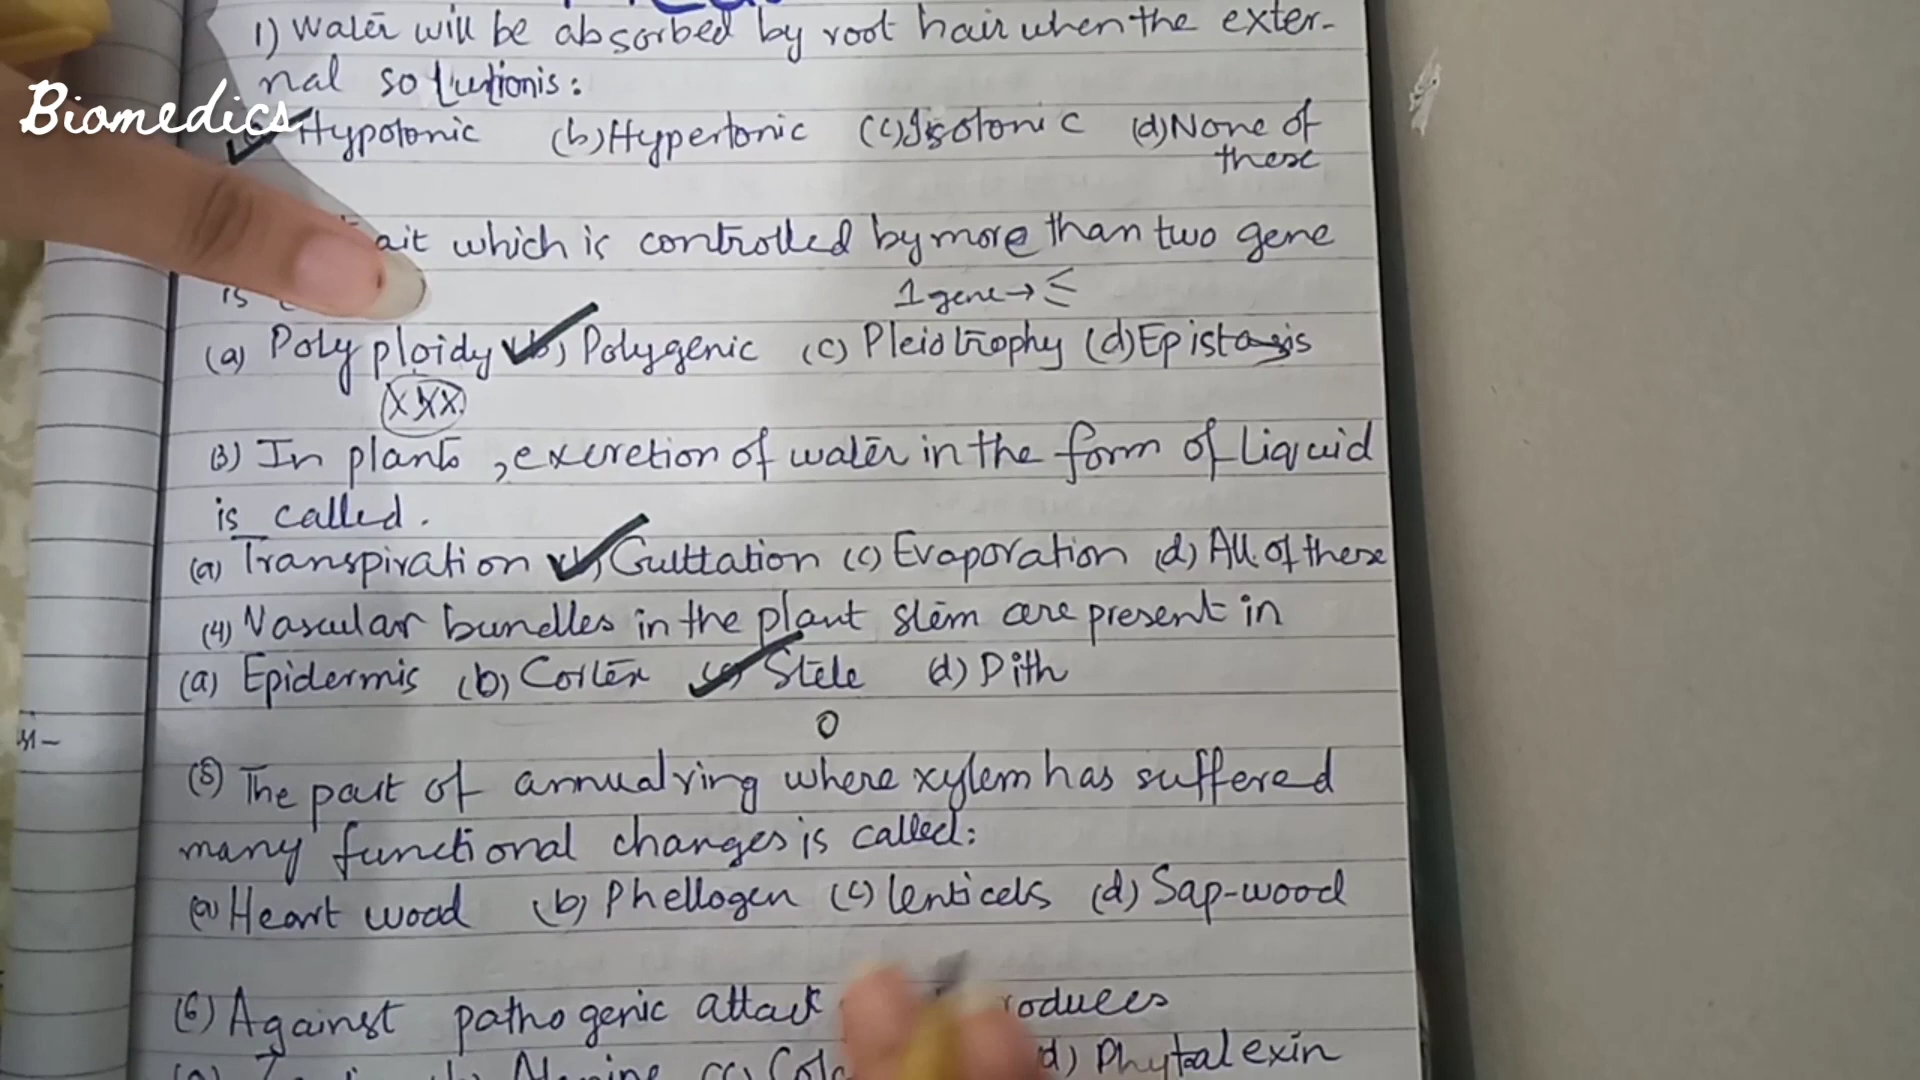 1) Water will be absorbed by root hair when the exter-
nal solutionis:
Biomedics
Hypotonic (b) Hypertonic (c) Isotonic (d) None of
these
ait which is controlled by more than two gene
is
1 gene→
(a) Polyploidy (b) Polygenic (c) Pleiotrophy (d) Epistasis
XXX
(3) In plants, excretion of water in the form of liquid
is called.
(a) Transpiration Guttation (c) Evaporation (d) All of these
(4) Vascular bundles in the plant stem are present in
(a) Epidermis (b) Cortex (c) Stele (d) Pith
(5) The part of annual ring where xylem has suffered
many functional changes is called:
(a) Heart wood (b) Phellogen (c) lenticels (d) Sap-wood
(6) Against pathogenic attack roduces
d) Phytalexin